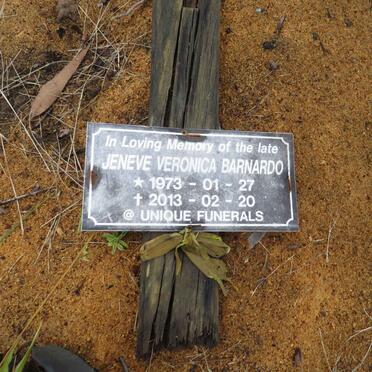 In Loving Memory of the late
JENEVE VERONICA BARNARDO
★ 1973 - 01 - 27
✝ 2013 - 02 - 20
@ UNIQUE FUNERALS